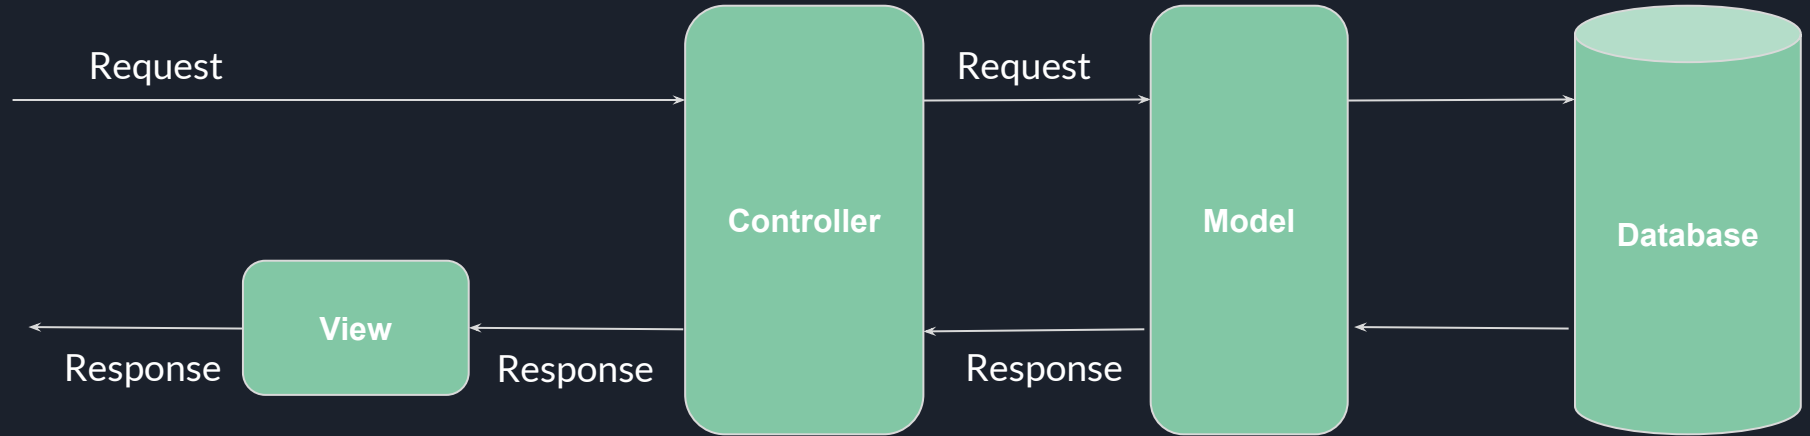 Request
Request
Controller
Model
Database
View
Response
Response
Response